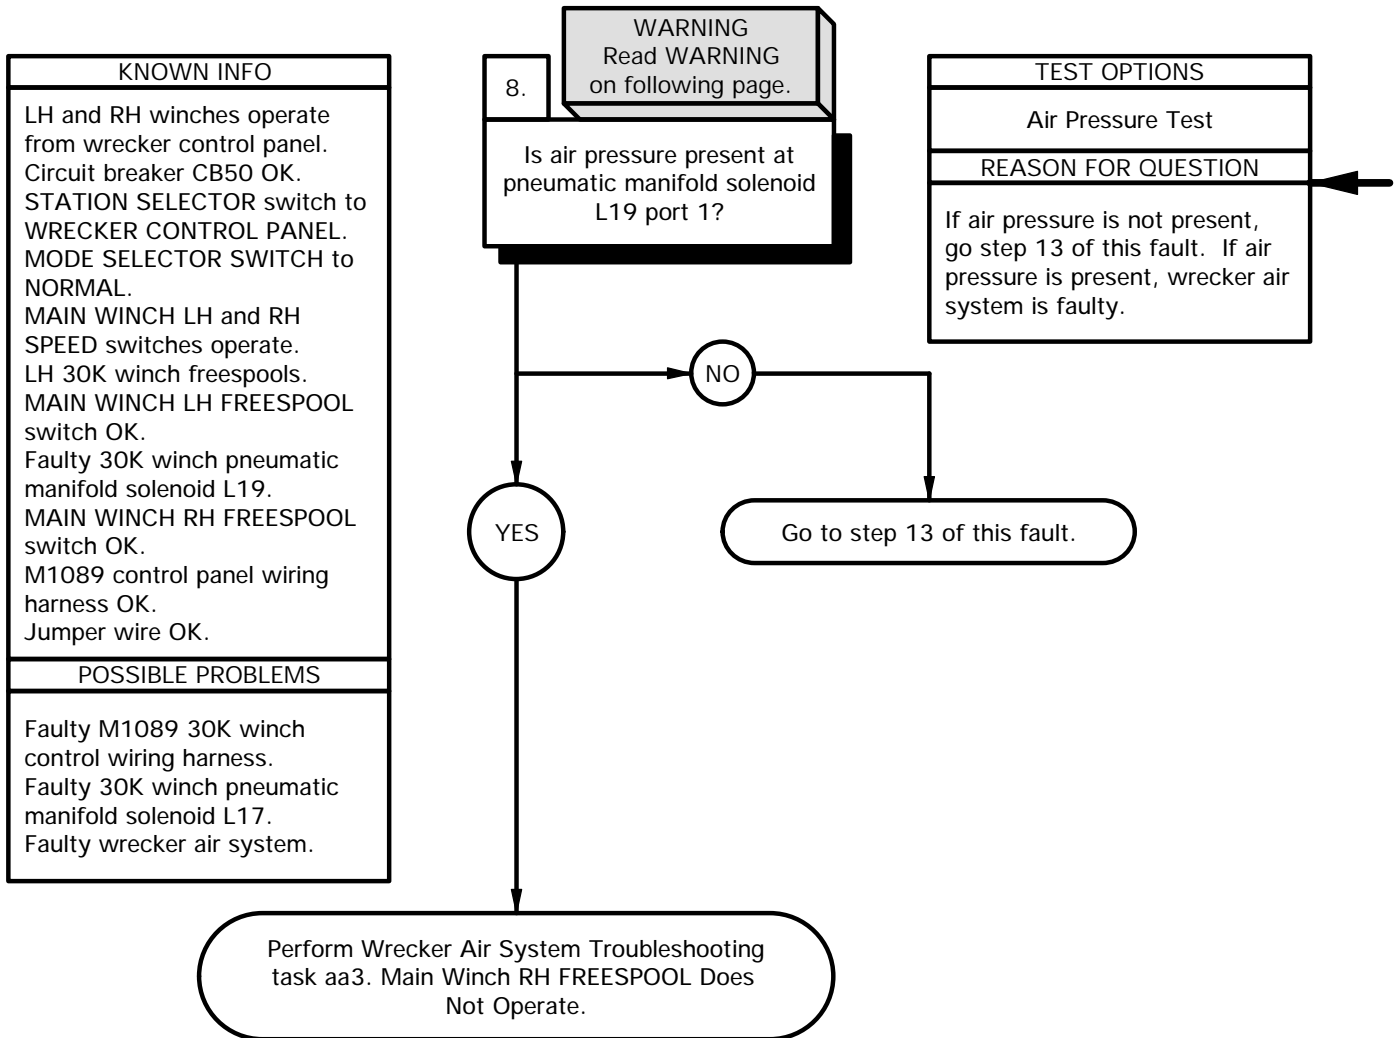 KNOWN INFO
LH and RH winches operate
from wrecker control panel.
Circuit breaker CB50 OK.
STATION SELECTOR switch to
WRECKER CONTROL PANEL.
MODE SELECTOR SWITCH to
NORMAL.
MAIN WINCH LH and RH
SPEED switches operate.
LH 30K winch freespools.
MAIN WINCH LH FREESPOOL
switch OK.
Faulty 30K winch pneumatic
manifold solenoid L19.
MAIN WINCH RH FREESPOOL
switch OK.
M1089 control panel wiring
harness OK.
Jumper wire OK.
POSSIBLE PROBLEMS
Faulty M1089 30K winch
control wiring harness.
Faulty 30K winch pneumatic
manifold solenoid L17.
Faulty wrecker air system.
WARNING
Read WARNING
on following page.
8.
Is air pressure present at
pneumatic manifold solenoid
L19 port 1?
NO
YES
Go to step 13 of this fault.
Perform Wrecker Air System Troubleshooting
task aa3. Main Winch RH FREESPOOL Does
Not Operate.
TEST OPTIONS
Air Pressure Test
REASON FOR QUESTION
If air pressure is not present,
go step 13 of this fault.  If air
pressure is present, wrecker air
system is faulty.